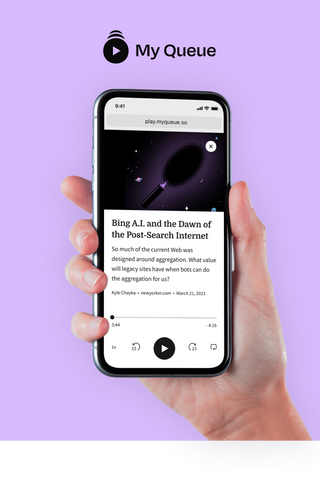 My Queue
9:41
play.myqueue.so
Bing A.I. and the Dawn of
the Post-Search Internet
So much of the current Web was
designed around aggregation. What value
will legacy sites have when bots can do
the aggregation for us?
Kyle Chayka • newyorker.com • March 21, 2023
3:44 -4:16
1x 15 15